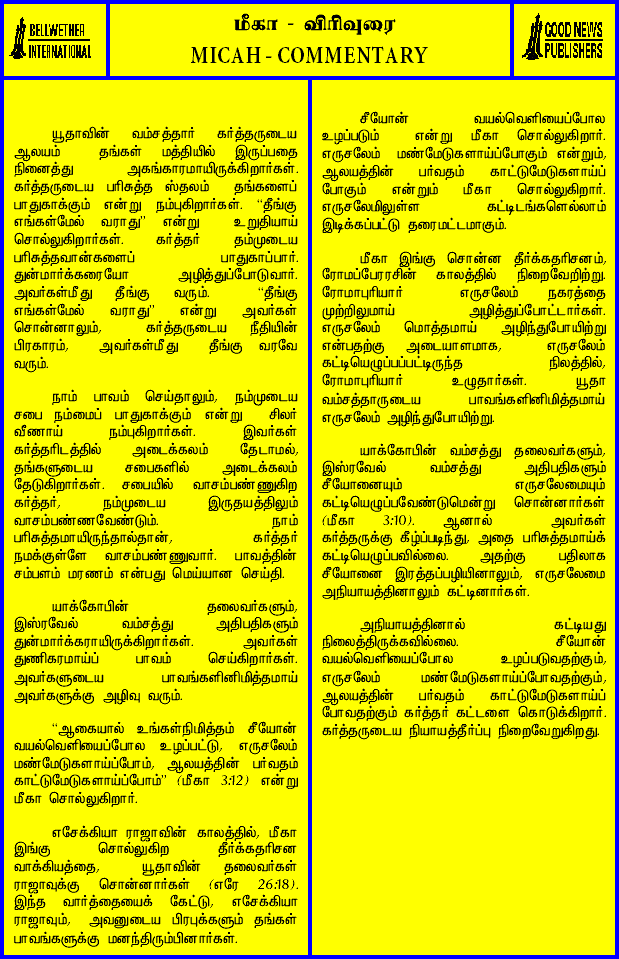 BELLWETHER
INTERNATIONAL
மீகா - விரிவுரை
MICAH - COMMENTARY
GOOD NEWS
PUBLISHERS
யூதாவின் வம்சத்தார் கர்த்தருடைய
ஆலயம் தங்கள் மத்தியில் இருப்பதை
நினைத்து அகங்காரமாயிருக்கிறார்கள்.
கர்த்தருடைய பரிசுத்த ஸ்தலம் தங்களைப்
பாதுகாக்கும் என்று நம்புகிறார்கள். “தீங்கு
எங்கள்மேல் வராது” என்று உறுதியாய்
சொல்லுகிறார்கள். கர்த்தர் தம்முடைய
பரிசுத்தவான்களைப் பாதுகாப்பார்.
துன்மார்க்கரையோ அழித்துப்போடுவார்.
அவர்கள்மீது தீங்கு வரும். “தீங்கு
எங்கள்மேல் வராது” என்று அவர்கள்
சொன்னாலும், கர்த்தருடைய நீதியின்
பிரகாரம், அவர்கள்மீது தீங்கு வரவே
வரும்.
நாம் பாவம் செய்தாலும், நம்முடைய
சபை நம்மைப் பாதுகாக்கும் என்று சிலர்
வீணாய் நம்புகிறார்கள். இவர்கள்
கர்த்தரிடத்தில் அடைக்கலம் தேடாமல்,
தங்களுடைய சபைகளில் அடைக்கலம்
தேடுகிறார்கள். சபையில் வாசம்பண்ணுகிற
கர்த்தர், நம்முடைய இருதயத்திலும்
வாசம்பண்ணவேண்டும். நாம்
பரிசுத்தமாயிருந்தால்தான், கர்த்தர்
நமக்குள்ளே வாசம்பண்ணுவார். பாவத்தின்
சம்பளம் மரணம் என்பது மெய்யான செய்தி.
யாக்கோபின் தலைவர்களும்,
இஸ்ரவேல் வம்சத்து அதிபதிகளும்
துன்மார்க்கராயிருக்கிறார்கள். அவர்கள்
துணிகரமாய்ப் பாவம் செய்கிறார்கள்.
அவர்களுடைய பாவங்களினிமித்தமாய்
அவர்களுக்கு அழிவு வரும்.
“ஆகையால் உங்கள்நிமித்தம் சீயோன்
வயல்வெளியைப்போல உழப்பட்டு, எருசலேம்
மண்மேடுகளாய்ப்போம், ஆலயத்தின் பர்வதம்
காட்டுமேடுகளாய்ப்போம்” (மீகா 3:12) என்று
மீகா சொல்லுகிறார்.
எசேக்கியா ராஜாவின் காலத்தில், மீகா
இங்கு சொல்லுகிற தீர்க்கதரிசன
வாக்கியத்தை, யூதாவின் தலைவர்கள்
ராஜாவுக்கு சொன்னார்கள் (எரே 26:18).
இந்த வார்த்தையைக் கேட்டு, எசேக்கியா
ராஜாவும், அவனுடைய பிரபுக்களும் தங்கள்
பாவங்களுக்கு மனந்திரும்பினார்கள்.
சீயோன் வயல்வெளியைப்போல
உழப்படும் என்று மீகா சொல்லுகிறார்.
எருசலேம் மண்மேடுகளாய்ப்போகும் என்றும்,
ஆலயத்தின் பர்வதம் காட்டுமேடுகளாய்ப்
போகும் என்றும் மீகா சொல்லுகிறார்.
எருசலேமிலுள்ள கட்டிடங்களெல்லாம்
இடிக்கப்பட்டு தரைமட்டமாகும்.
மீகா இங்கு சொன்ன தீர்க்கதரிசனம்,
ரோமப்பேரரசின் காலத்தில் நிறைவேறிற்று.
ரோமாபுரியார் எருசலேம் நகரத்தை
முற்றிலுமாய் அழித்துப்போட்டார்கள்.
எருசலேம் மொத்தமாய் அழிந்துபோயிற்று
என்பதற்கு அடையாளமாக, எருசலேம்
கட்டியெழுப்பப்பட்டிருந்த நிலத்தில்,
ரோமாபுரியார் உழுதார்கள். யூதா
வம்சத்தாருடைய பாவங்களினிமித்தமாய்
எருசலேம் அழிந்துபோயிற்று.
யாக்கோபின் வம்சத்து தலைவர்களும்,
இஸ்ரவேல் வம்சத்து அதிபதிகளும்
சீயோனையும் எருசலேமையும்
கட்டியெழுப்பவேண்டுமென்று சொன்னார்கள்
(மீகா 3:10). ஆனால் அவர்கள்
கர்த்தருக்கு கீழ்ப்படிந்து, அதை பரிசுத்தமாய்க்
கட்டியெழுப்பவில்லை. அதற்கு பதிலாக
சீயோனை இரத்தப்பழியினாலும், எருசலேமை
அநியாயத்தினாலும் கட்டினார்கள்.
அநியாயத்தினால் கட்டியது
நிலைத்திருக்கவில்லை. சீயோன்
வயல்வெளியைப்போல உழப்படுவதற்கும்,
எருசலேம் மண்மேடுகளாய்ப்போவதற்கும்,
ஆலயத்தின் பர்வதம் காட்டுமேடுகளாய்ப்
போவதற்கும் கர்த்தர் கட்டளை கொடுக்கிறார்.
கர்த்தருடைய நியாயத்தீர்ப்பு நிறைவேறுகிறது.